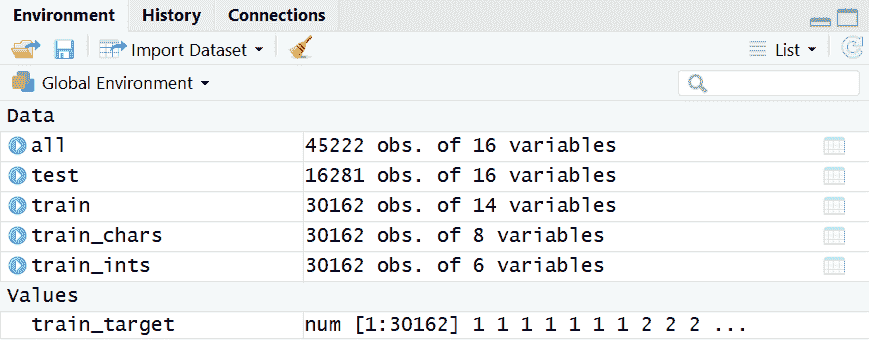 Environment History Connections
Import Dataset List
Global Environment
Data
all 45222 obs. of 16 variables
test 16281 obs. of 16 variables
train 30162 obs. of 14 variables
train_chars 30162 obs. of 8 variables
train_ints 30162 obs. of 6 variables
Values
train_target num [1:30162] 1 1 1 1 1 1 1 2 2 2 ...